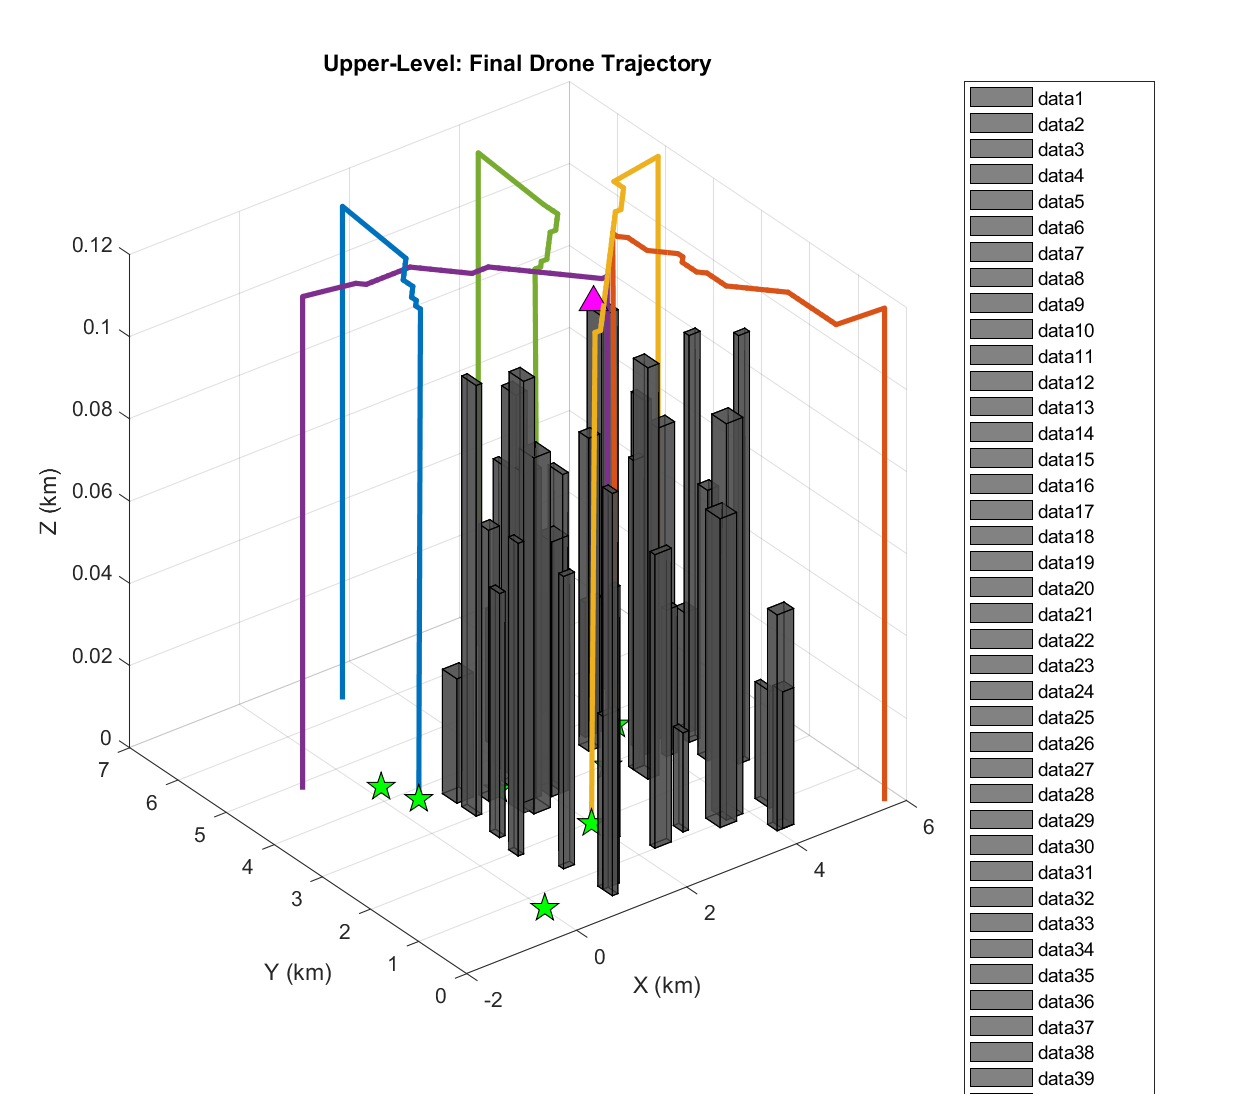 Upper-Level: Final Drone Trajectory
0.12
0.1
0.08
0.06
0.04
0.02
0
Z (km)
7
6
5
4
3
2
1
0
Y (km)
-2
0
2
4
6
X (km)
data1
data2
data3
data4
data5
data6
data7
data8
data9
data10
data11
data12
data13
data14
data15
data16
data17
data18
data19
data20
data21
data22
data23
data24
data25
data26
data27
data28
data29
data30
data31
data32
data33
data34
data35
data36
data37
data38
data39